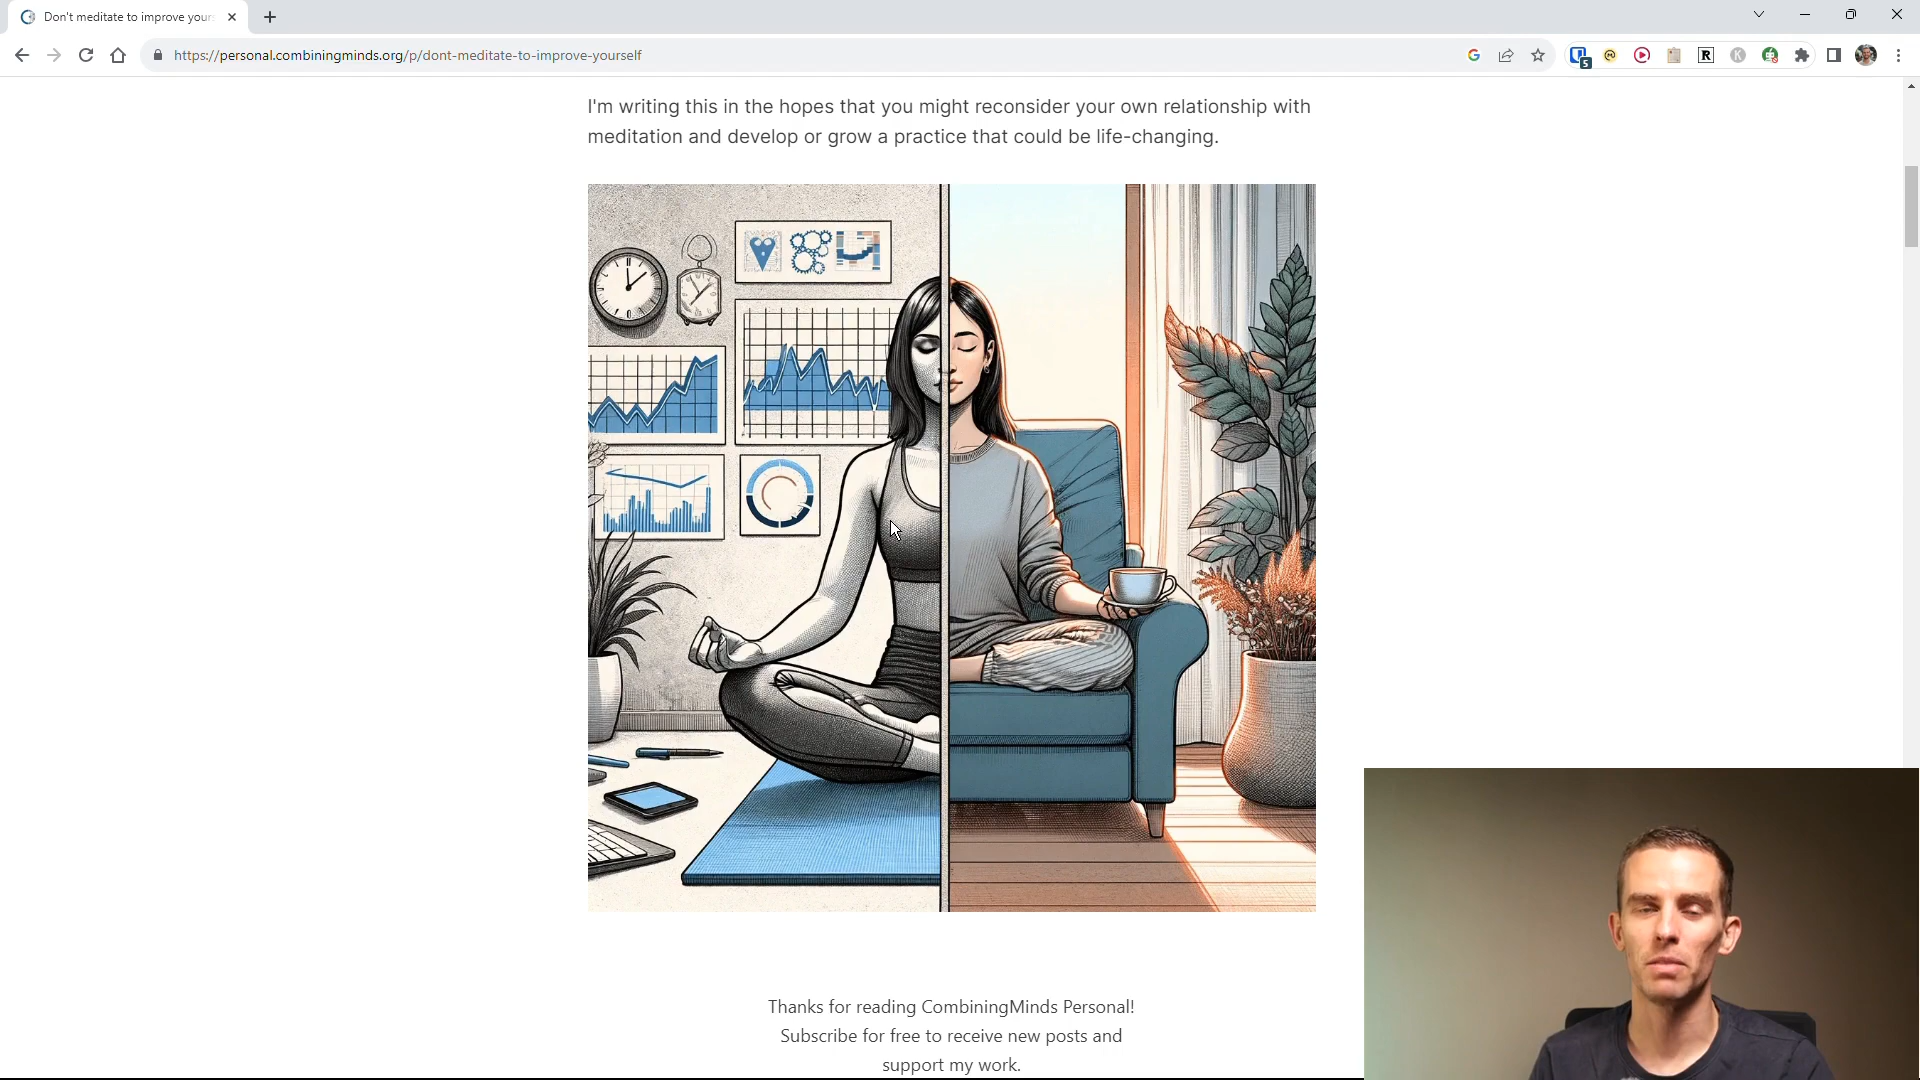 Don't meditate to improve your
https://personal.combiningminds.org/p/dont-meditate-to-improve-yourself
I'm writing this in the hopes that you might reconsider your own relationship with
meditation and develop or grow a practice that could be life-changing.
Thanks for reading CombiningMinds Personal!
Subscribe for free to receive new posts and
support my work.